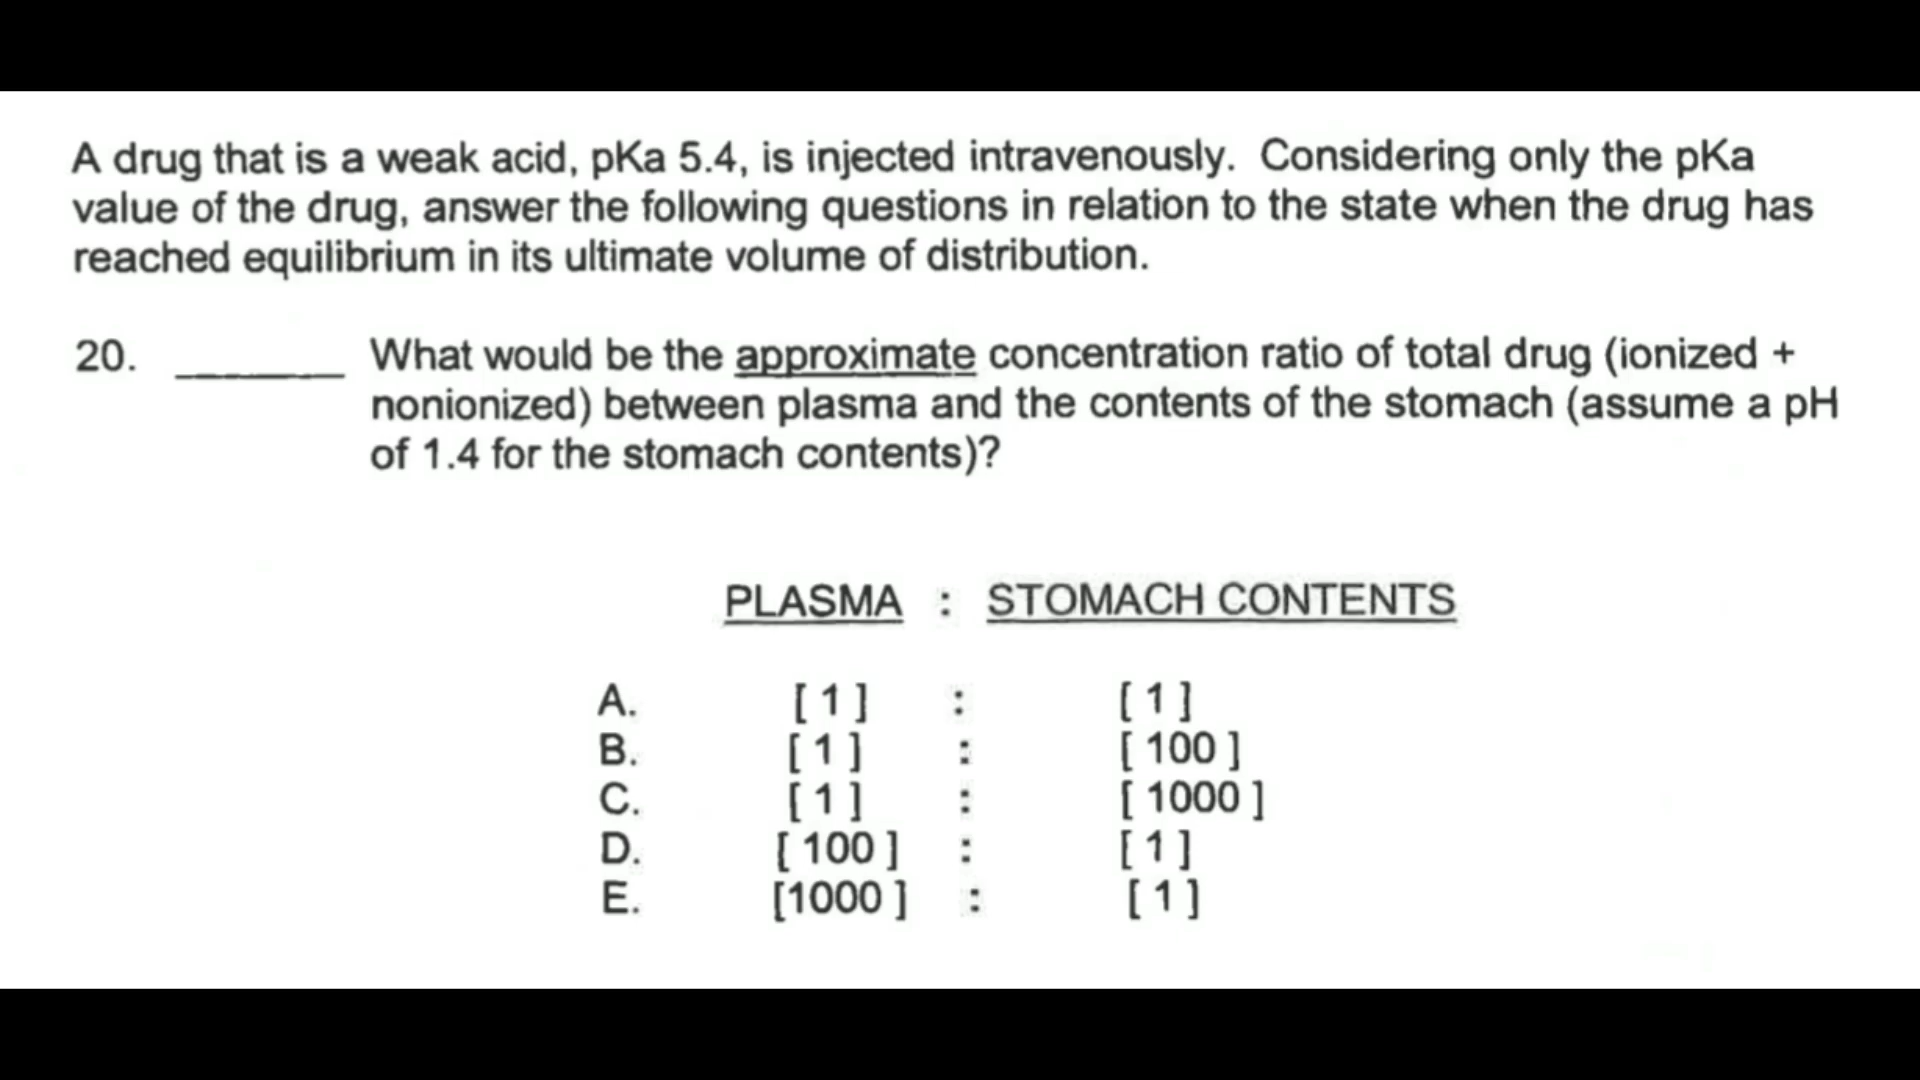 A drug that is a weak acid, pKa 5.4, is injected intravenously. Considering only the pKa
value of the drug, answer the following questions in relation to the state when the drug has
reached equilibrium in its ultimate volume of distribution.
20. ______ What would be the approximate concentration ratio of total drug (ionized +
nonionized) between plasma and the contents of the stomach (assume a pH
of 1.4 for the stomach contents)?
PLASMA : STOMACH CONTENTS
A. [ 1 ] : [ 1 ]
B. [ 1 ] : [ 100 ]
C. [ 1 ] : [ 1000 ]
D. [ 100 ] : [ 1 ]
E. [1000 ] : [ 1 ]